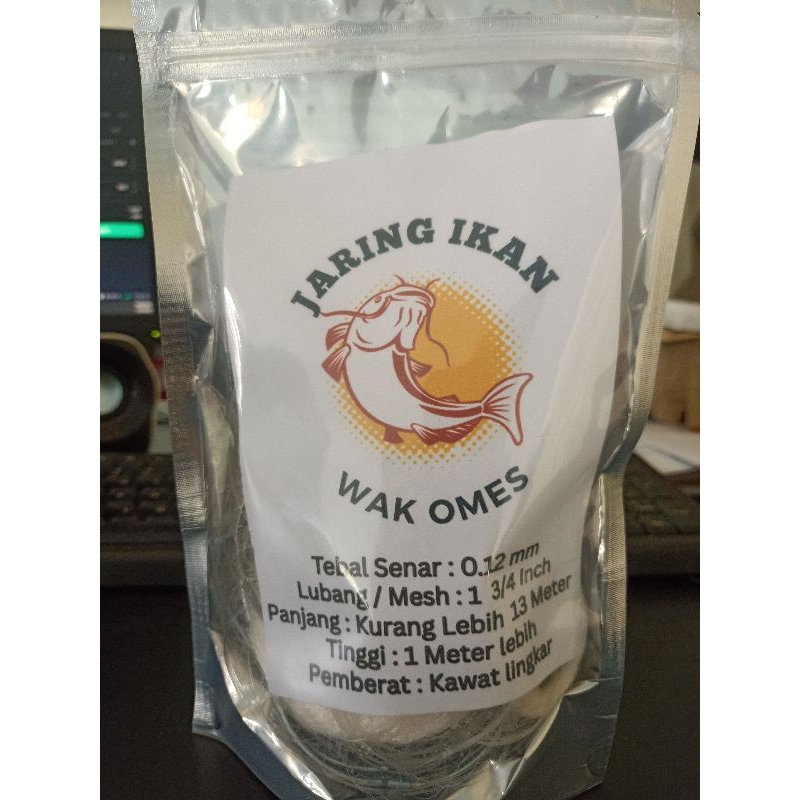 JARING IKAN
WAK OMES
Tebal Senar : 0.12 mm
Lubang / Mesh : 1 3/4 Inch
Panjang : Kurang Lebih 13 Meter
Tinggi : 1 Meter lebih
Pemberat : Kawat lingkar